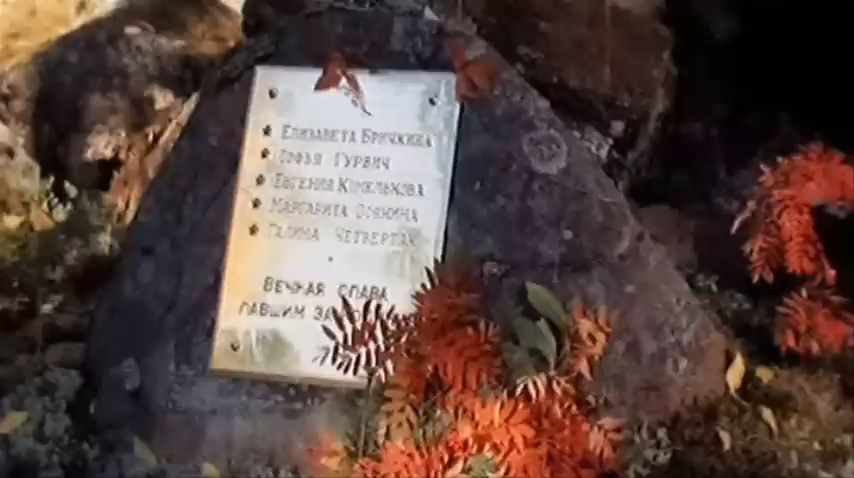 ★ Елизавета Бричкина
★ Софья Гурвич
★ Евгения Комелькова
★ Маргарита Осянина
★ Галина Четвертак
Вечная слава
павшим за